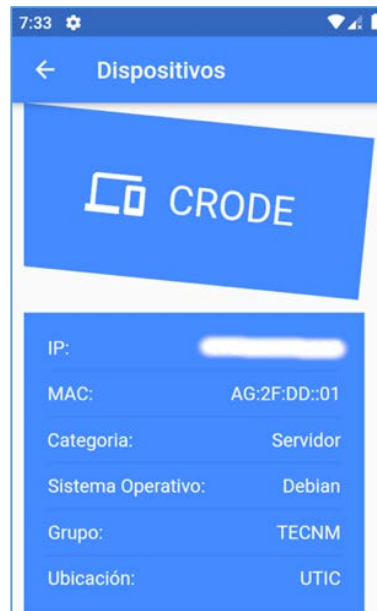 7:33
Dispositivos
CRODE
IP:
MAC: AG:2F:DD::01
Categoria: Servidor
Sistema Operativo: Debian
Grupo: TECNM
Ubicación: UTIC